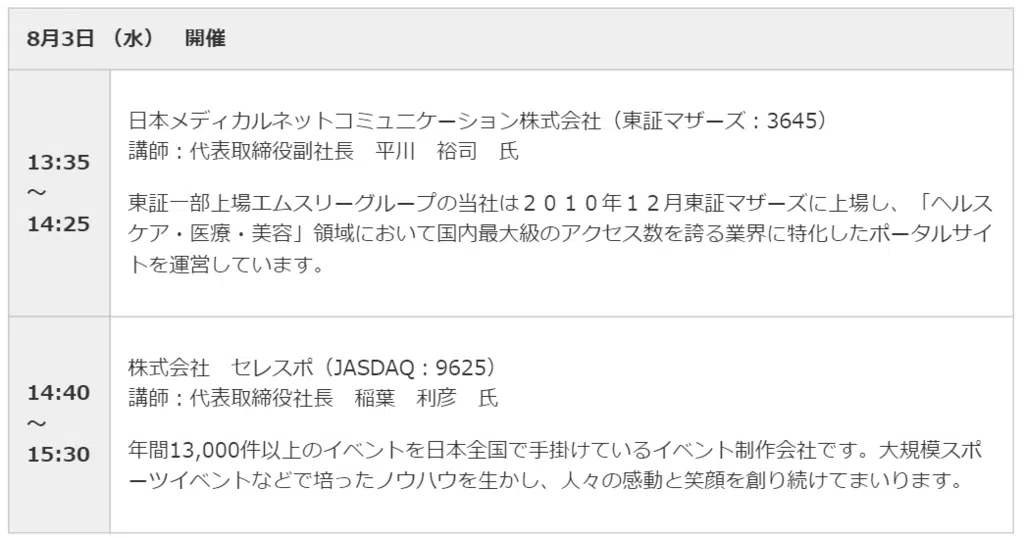 8月3日 （水）　開催
13:35
～
14:25
日本メディカルネットコミュニケーション株式会社（東証マザーズ：3645）
講師：代表取締役副社長　平川　裕司　氏
東証一部上場エムスリーグループの当社は２０１０年１２月東証マザーズに上場し、「ヘルス
ケア・医療・美容」領域において国内最大級のアクセス数を誇る業界に特化したポータルサイ
トを運営しています。
14:40
～
15:30
株式会社　セレスポ（JASDAQ：9625）
講師：代表取締役社長　稲葉　利彦　氏
年間13,000件以上のイベントを日本全国で手掛けているイベント制作会社です。大規模スポ
ーツイベントなどで培ったノウハウを生かし、人々の感動と笑顔を創り続けてまいります。